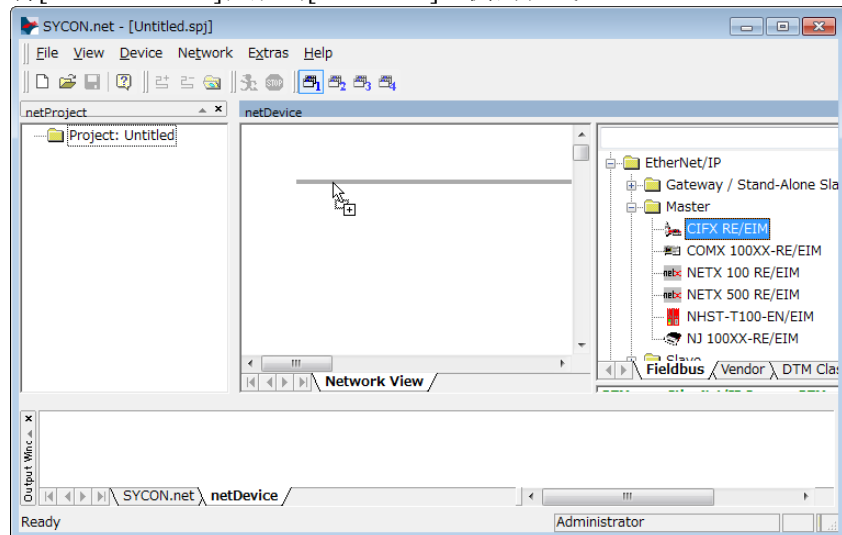 SYCON.net - [Untitled.spj]
File View Device Network Extras Help
netProject
netDevice
Project: Untitled
EtherNet/IP
Gateway / Stand-Alone Sla
Master
CIFX RE/EIM
COMX 100XX-RE/EIM
NETX 100 RE/EIM
NETX 500 RE/EIM
NHST-T100-EN/EIM
NJ 100XX-RE/EIM
Slave
Fieldbus Vendor DTM Clas
Network View
Output Winc
SYCON.net netDevice
Ready
Administrator